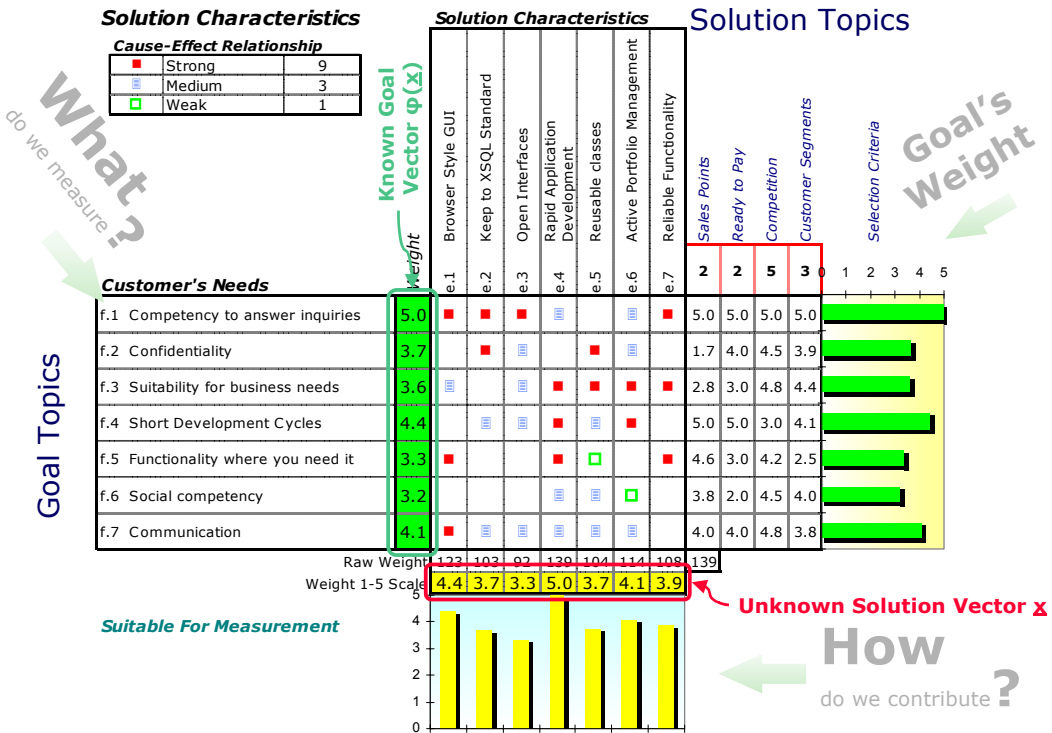 Solution Characteristics
Solution Characteristics
Solution Topics
Cause-Effect Relationship
Strong 9
Medium 3
Weak 1
What
do we measure ?
Known Goal
Vector φ(x)
Weight
Browser Style GUI
Keep to XSQL Standard
Open Interfaces
Rapid Application
Development
Reusable classes
Active Portfolio Management
Reliable Functionality
Sales Points
Ready to Pay
Competition
Customer Segments
Selection Criteria
Goal's
Weight
Customer's Needs
e.1 e.2 e.3 e.4 e.5 e.6 e.7 2 2 5 3 0 1 2 3 4 5
Goal Topics
f.1 Competency to answer inquiries 5.0 5.0 5.0 5.0 5.0
f.2 Confidentiality 3.7 1.7 4.0 4.5 3.9
f.3 Suitability for business needs 3.6 2.8 3.0 4.8 4.4
f.4 Short Development Cycles 4.4 5.0 5.0 3.0 4.1
f.5 Functionality where you need it 3.3 4.6 3.0 4.2 2.5
f.6 Social competency 3.2 3.8 2.0 4.5 4.0
f.7 Communication 4.1 4.0 4.0 4.8 3.8
Raw Weight 123 103 92 139 104 114 108 139
Weight 1-5 Scale 4.4 3.7 3.3 5.0 3.7 4.1 3.9
Unknown Solution Vector x
Suitable For Measurement
5
4
3
2
1
0
How
do we contribute ?